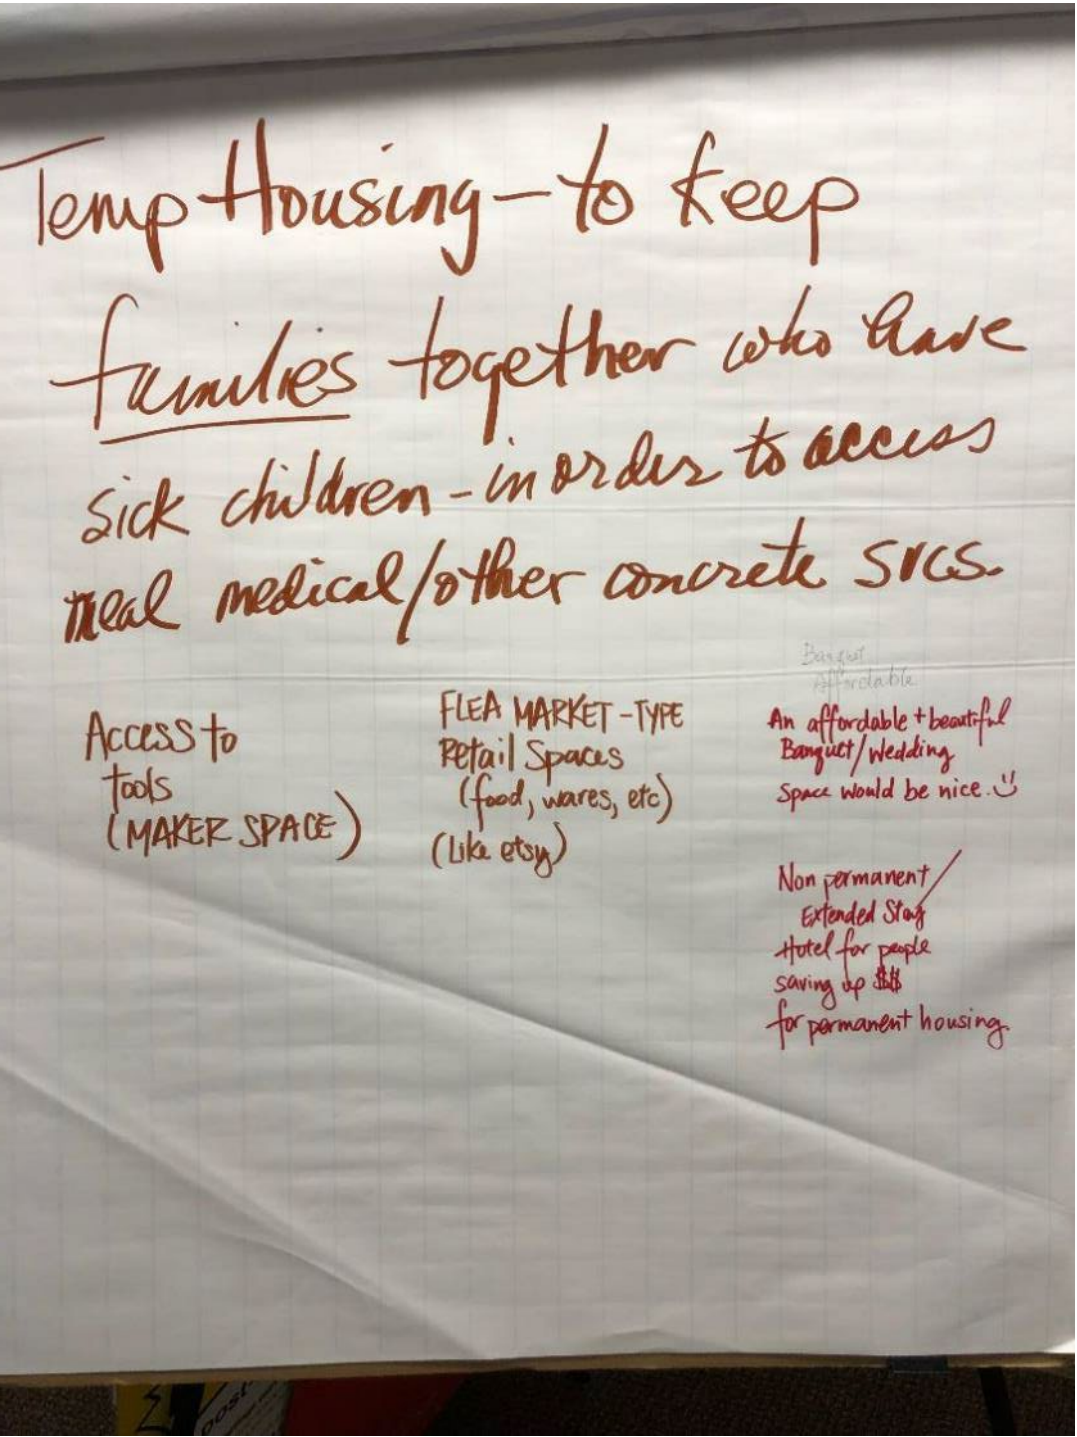 Temp Housing - to keep
families together who have
sick children - in order to access
meal medical/other concrete svcs.
Access to
tools
(MAKER SPACE)
FLEA MARKET - TYPE
Retail Spaces
(food, wares, etc)
(Like etsy)
Banquet
Affordable
An affordable + beautiful
Banquet/Wedding
Space would be nice.
Non permanent/
Extended Stay
Hotel for people
saving up $$
for permanent housing.